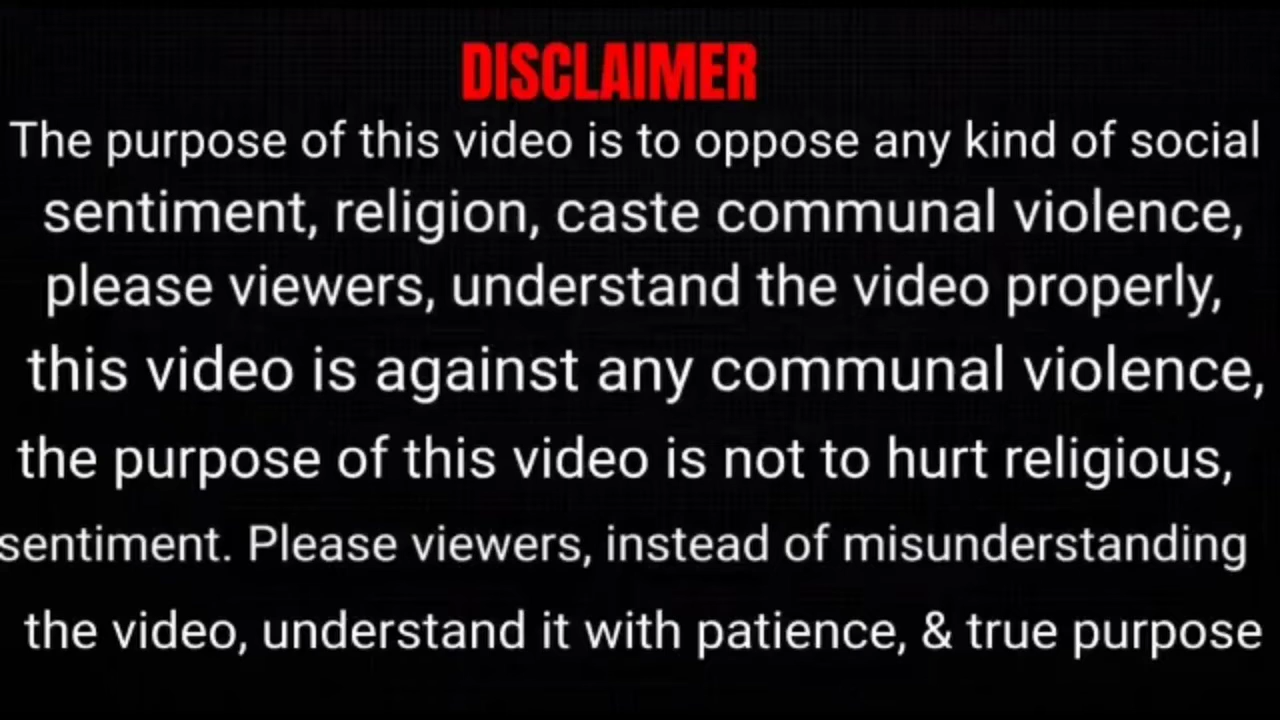 DISCLAIMER
The purpose of this video is to oppose any kind of social
sentiment, religion, caste communal violence,
please viewers, understand the video properly,
this video is against any communal violence,
the purpose of this video is not to hurt religious,
sentiment. Please viewers, instead of misunderstanding
the video, understand it with patience, & true purpose